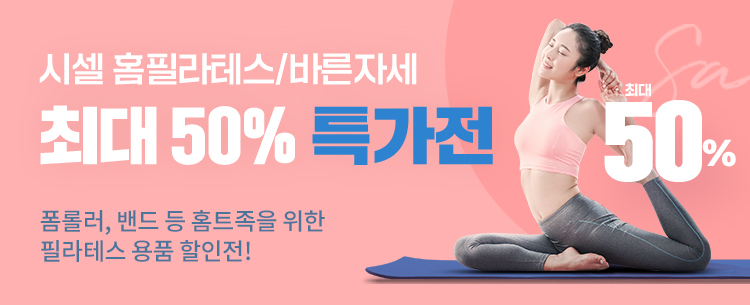 시셀 홈필라테스/바른자세
최대 50% 특가전
폼롤러, 밴드 등 홈트족을 위한
필라테스 용품 할인전!
최대
50%
Sa